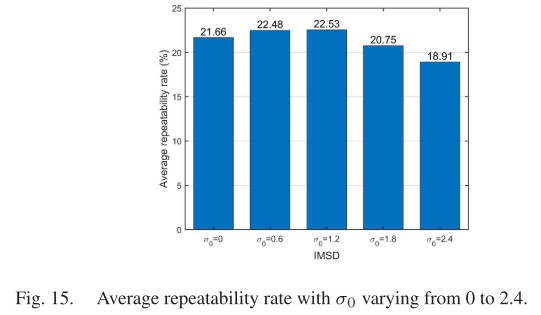 25
20
15
10
5
0
Average repeatability rate (%)
21.66
22.48
22.53
20.75
18.91
σ₀=0
σ₀=0.6
σ₀=1.2
σ₀=1.8
σ₀=2.4
IMSD
Fig. 15. Average repeatability rate with σ₀ varying from 0 to 2.4.